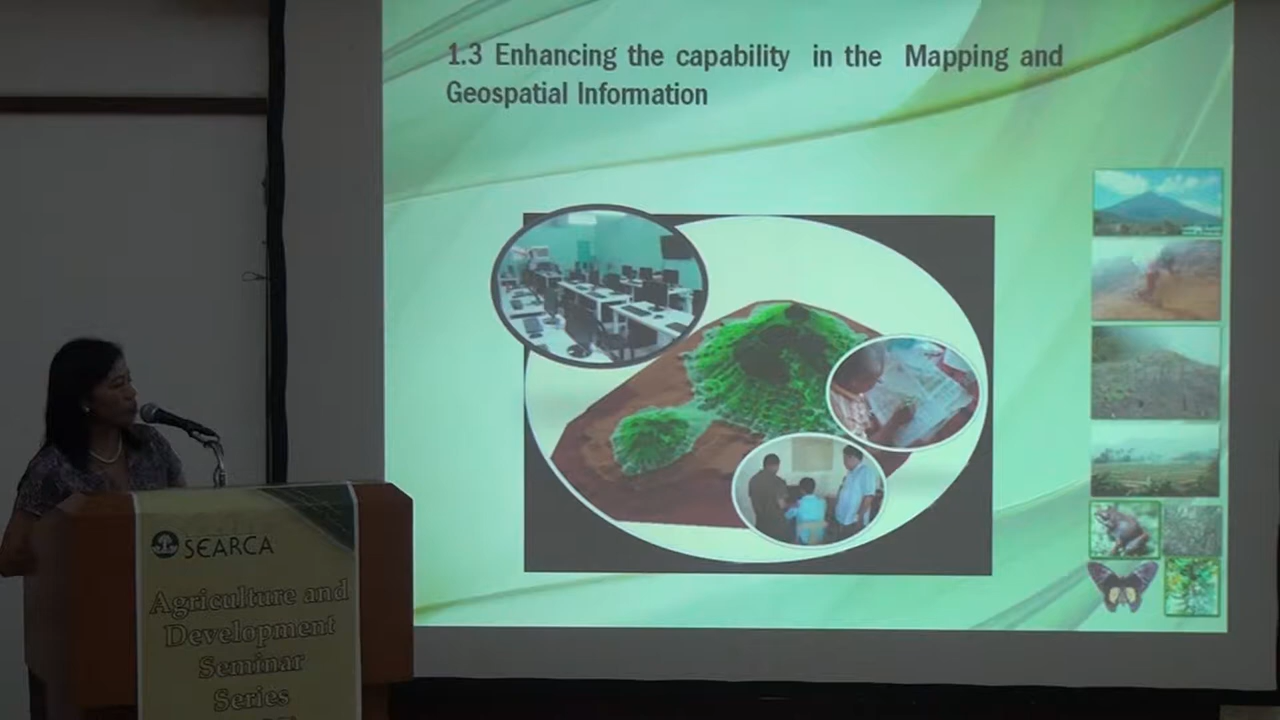 1.3 Enhancing the capability in the Mapping and
Geospatial Information
SEARCA
Agriculture and
Development
Seminar
Series